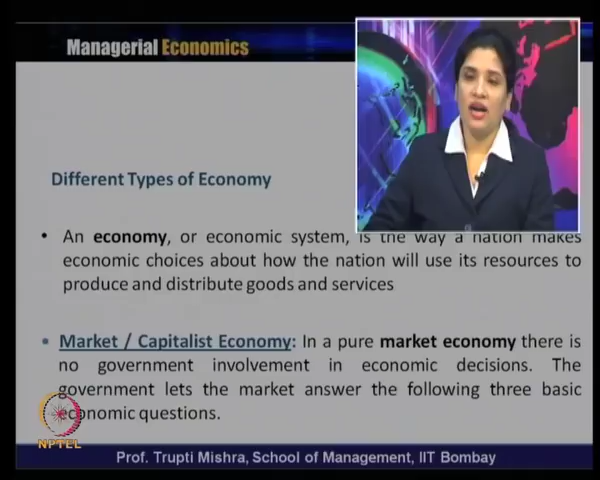 Managerial Economics
Different Types of Economy
• An economy, or economic system, is the way a nation makes
economic choices about how the nation will use its resources to
produce and distribute goods and services
• Market / Capitalist Economy: In a pure market economy there is
no government involvement in economic decisions. The
government lets the market answer the following three basic
economic questions.
NPTEL
Prof. Trupti Mishra, School of Management, IIT Bombay